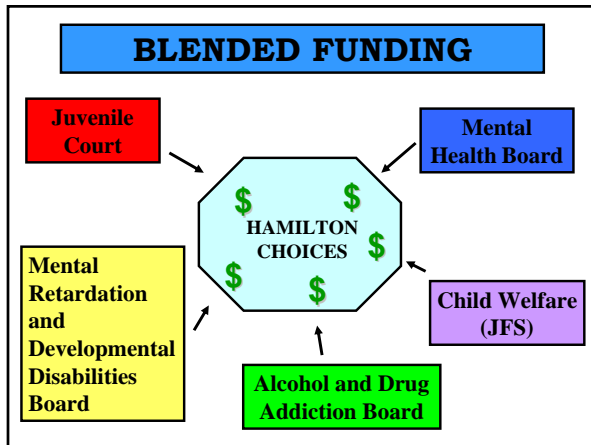 BLENDED FUNDING
Juvenile
Court
Mental
Health Board
$ $
HAMILTON
CHOICES
$
$
$
Mental
Retardation
and
Developmental
Disabilities
Board
Child Welfare
(JFS)
Alcohol and Drug
Addiction Board